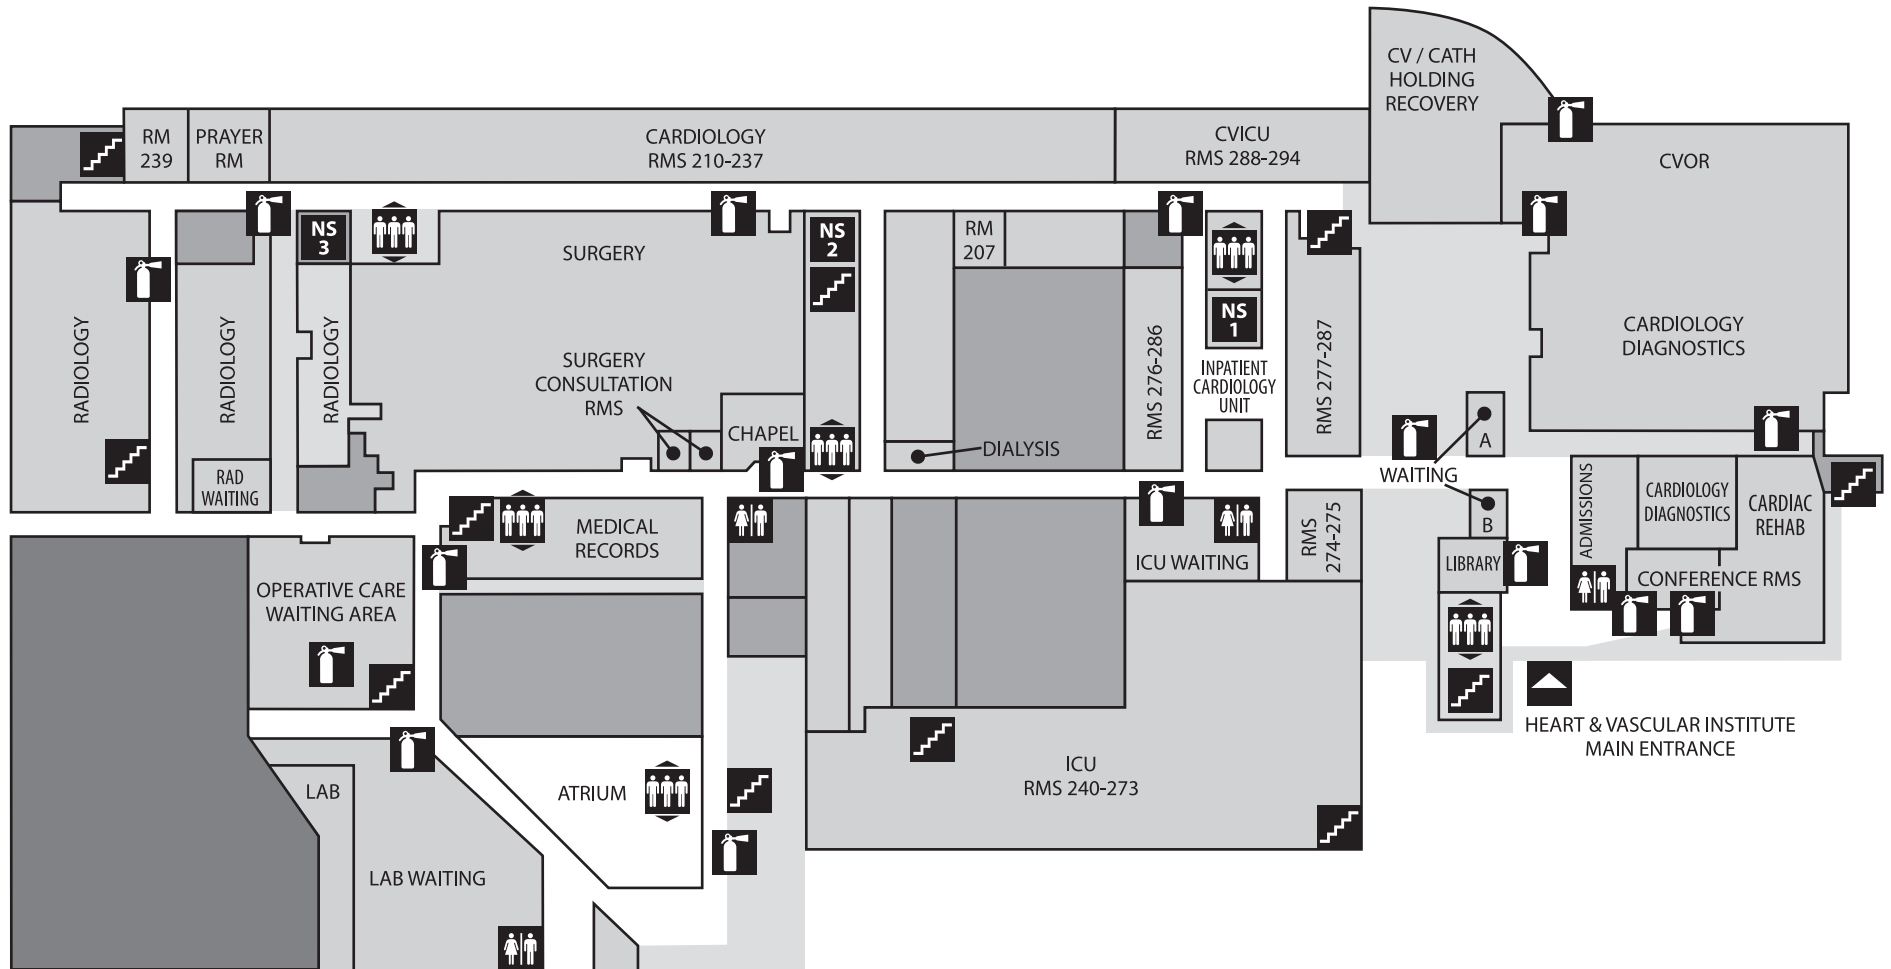 CV / CATH
HOLDING
RECOVERY
RM
239
PRAYER
RM
CARDIOLOGY
RMS 210-237
CVICU
RMS 288-294
CVOR
NS
3
SURGERY
NS
2
RM
207
NS
1
RADIOLOGY
RADIOLOGY
RADIOLOGY
SURGERY
CONSULTATION
RMS
CHAPEL
RMS 276-286
INPATIENT
CARDIOLOGY
UNIT
RMS 277-287
CARDIOLOGY
DIAGNOSTICS
A
DIALYSIS
WAITING
RAD
WAITING
B
ADMISSIONS
CARDIOLOGY
DIAGNOSTICS
CARDIAC
REHAB
MEDICAL
RECORDS
ICU WAITING
RMS
274-275
LIBRARY
CONFERENCE RMS
OPERATIVE CARE
WAITING AREA
HEART & VASCULAR INSTITUTE
MAIN ENTRANCE
ICU
RMS 240-273
ATRIUM
LAB
LAB WAITING